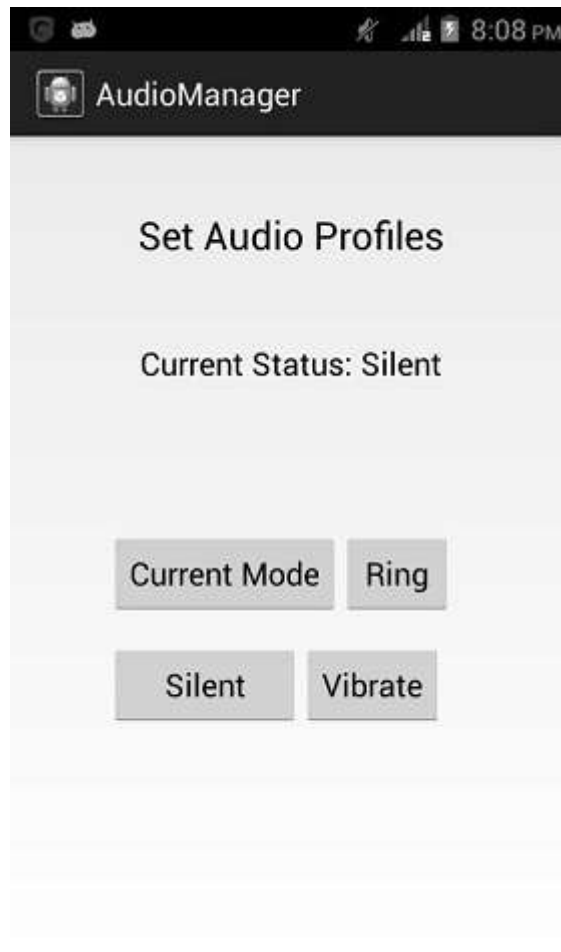 8:08 PM
AudioManager
Set Audio Profiles
Current Status: Silent
Current Mode
Ring
Silent
Vibrate